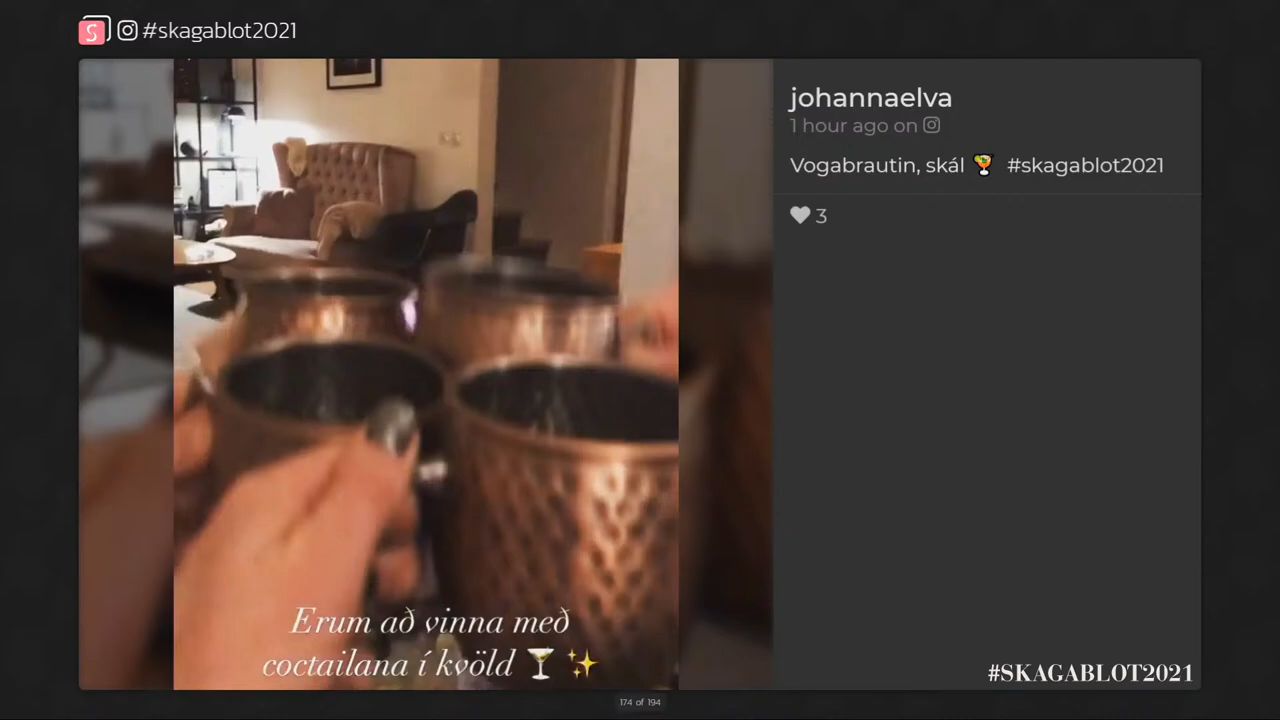 #skagablot2021
johannaelva
1 hour ago on
Vogabrautin, skál 🍹 #skagablot2021
3
Erum að vinna með
coctailana í kvöld 🍸 ✨
#SKAGABLOT2021
174 of 194